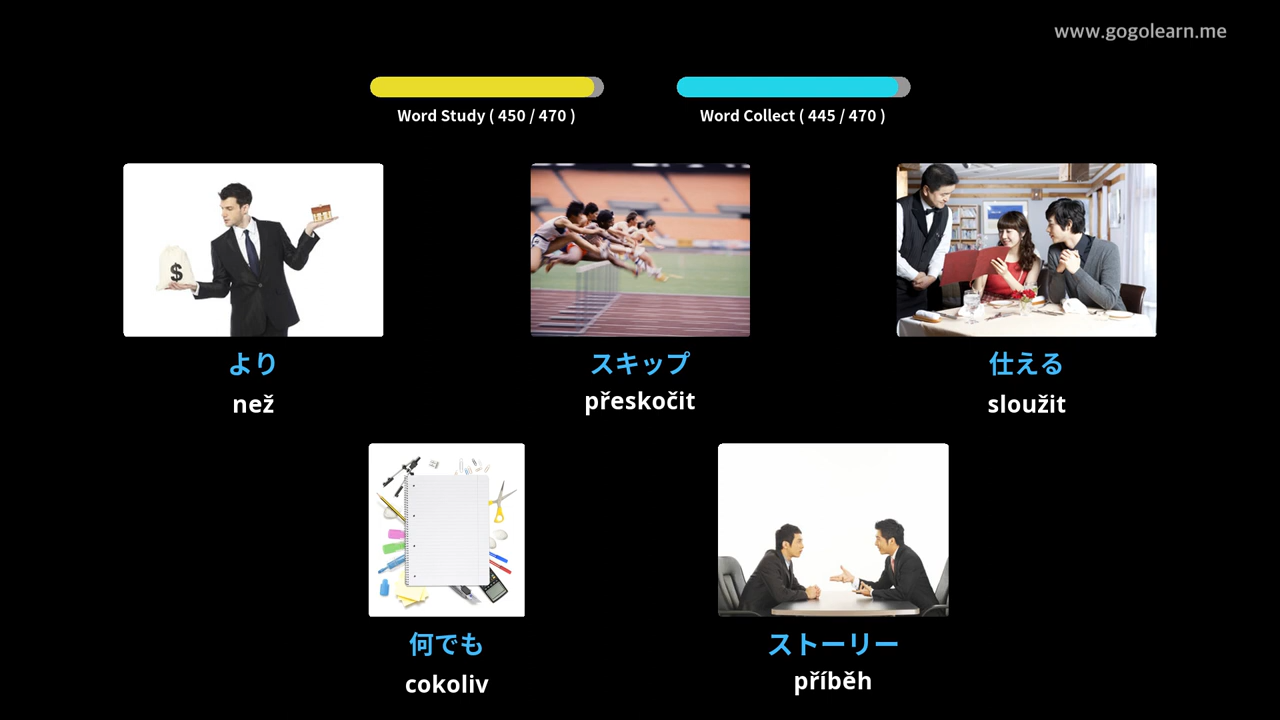 www.gogolearn.me
Word Study ( 450 / 470 )
Word Collect ( 445 / 470 )
$
より
než
スキップ
přeskočit
仕える
sloužit
何でも
cokoliv
ストーリー
příběh